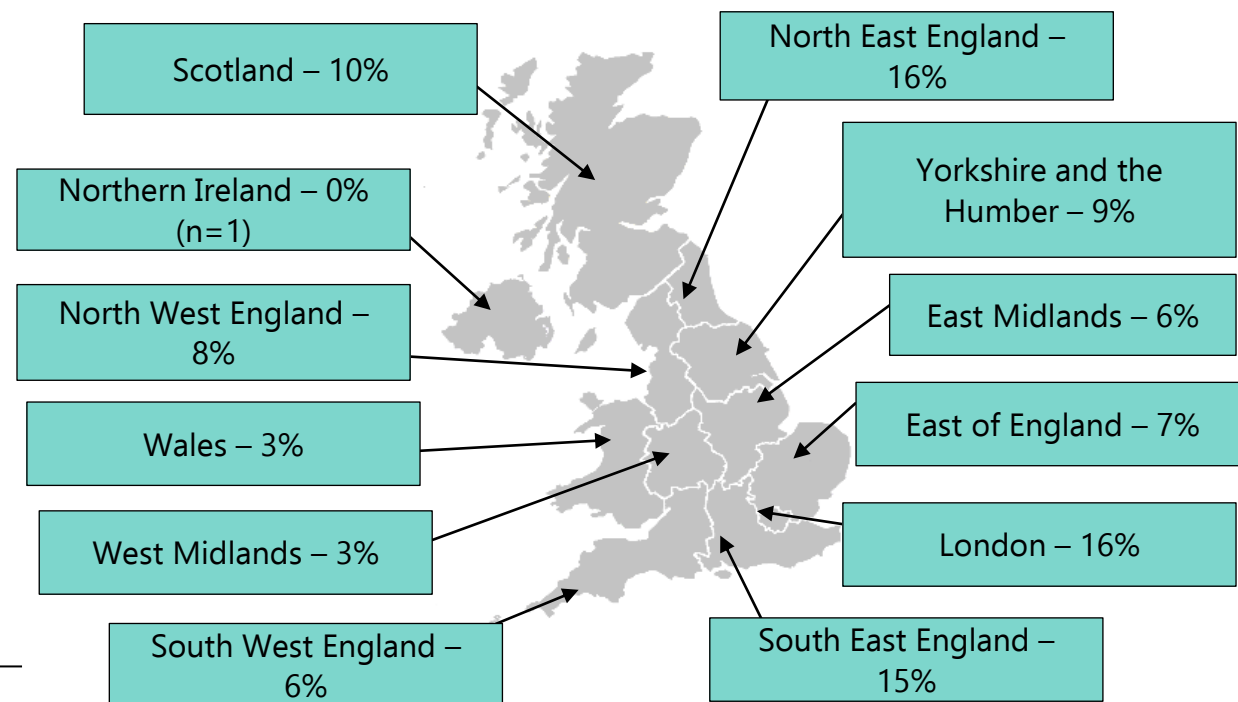 Scotland – 10%
North East England –
16%
Northern Ireland – 0%
(n=1)
Yorkshire and the
Humber – 9%
North West England –
8%
East Midlands – 6%
Wales – 3%
East of England – 7%
West Midlands – 3%
London – 16%
South West England –
6%
South East England –
15%